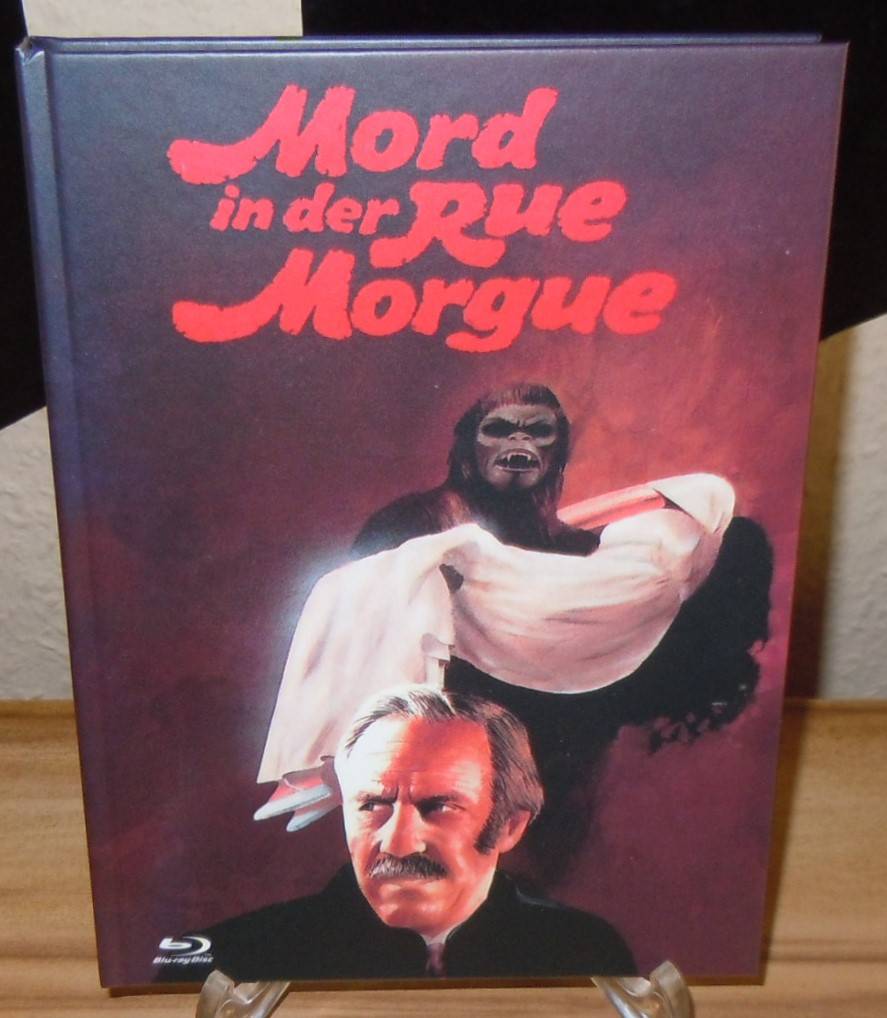 Mord
in der Rue
Morgue
Blu-ray Disc